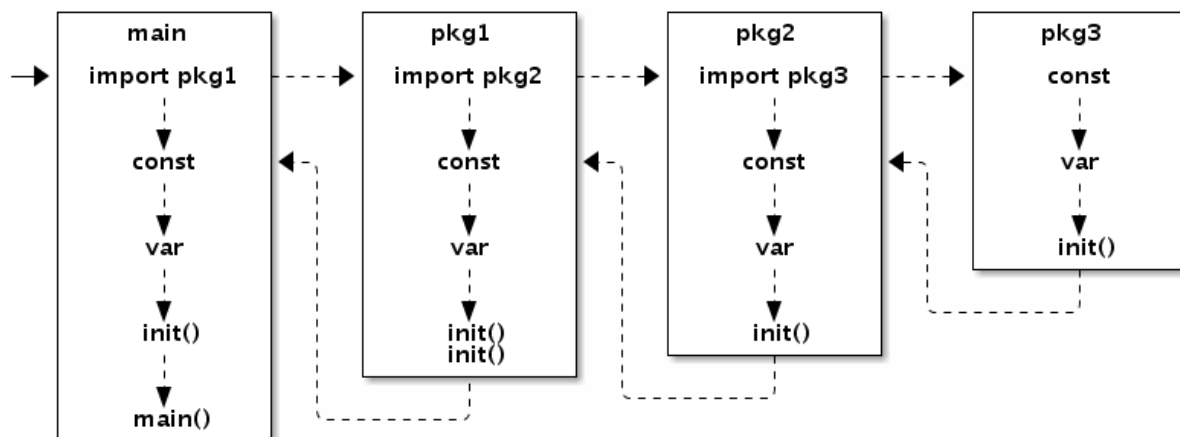 main
import pkg1
const
var
init()
main()
pkg1
import pkg2
const
var
init()
init()
pkg2
import pkg3
const
var
init()
pkg3
const
var
init()